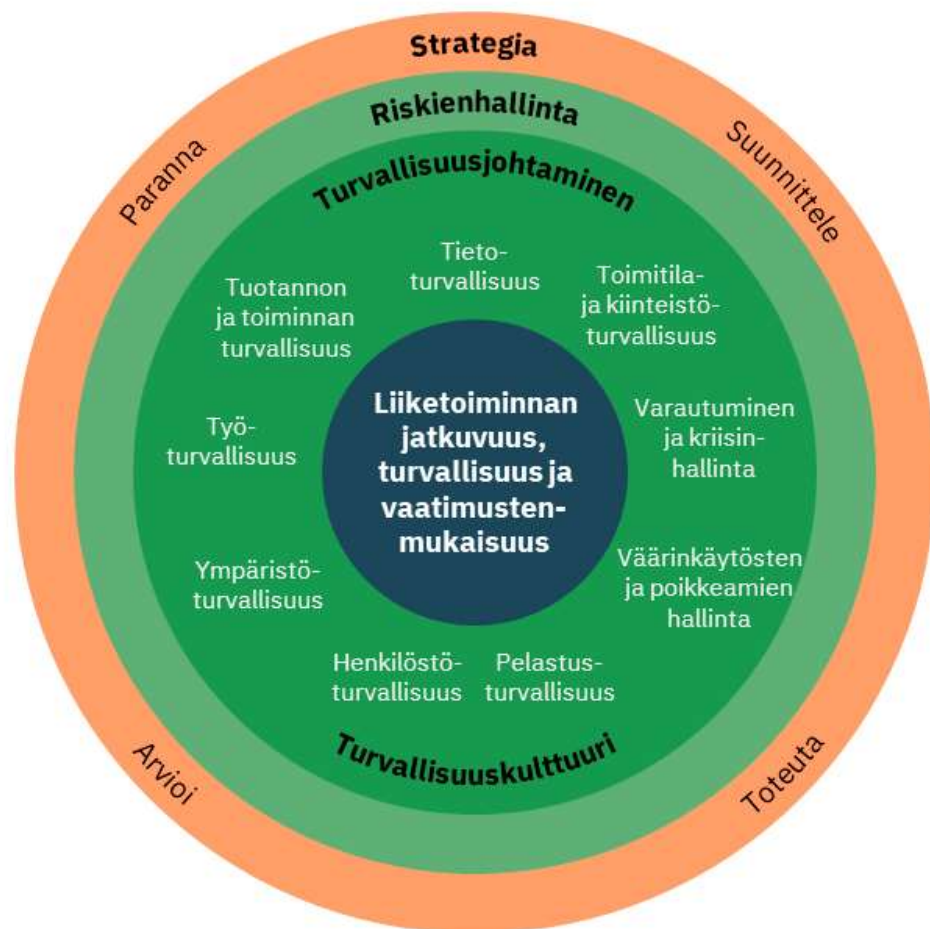 Strategia
Riskienhallinta
Turvallisuusjohtaminen
Paranna
Suunnittele
Tieto-
turvallisuus
Toimitila-
ja kiinteistö-
turvallisuus
Tuotannon
ja toiminnan
turvallisuus
Liiketoiminnan
jatkuvuus,
turvallisuus ja
vaatimusten-
mukaisuus
Varautuminen
ja kriisin-
hallinta
Työ-
turvallisuus
Väärinkäytösten
ja poikkeamien
hallinta
Ympäristö-
turvallisuus
Henkilöstö-
turvallisuus
Pelastus-
turvallisuus
Turvallisuuskulttuuri
Arvioi
Toteuta